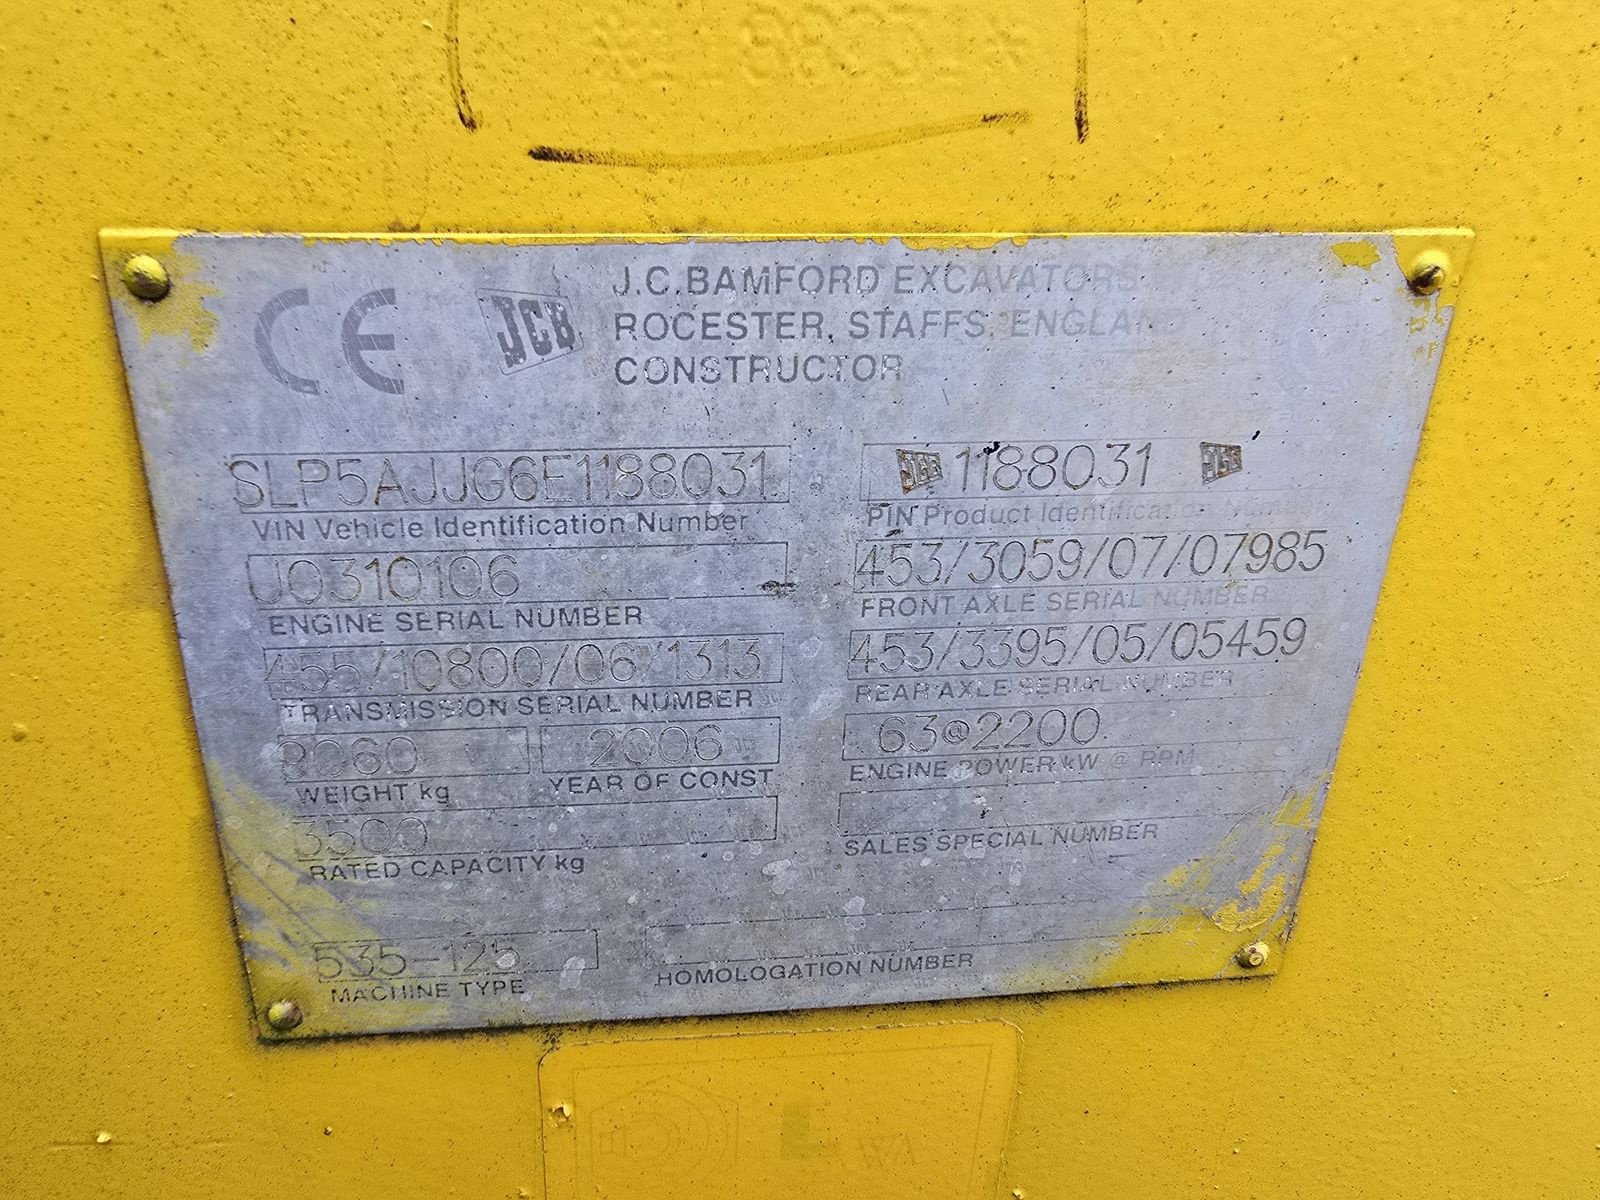 CE JCB J.C.BAMFORD EXCAVATORS
ROCESTER, STAFFS, ENGLAND
CONSTRUCTOR
SLP5AJJG6E1188031
VIN Vehicle Identification Number
JCB 1188031 JCB
PIN Product Identification Number
U0310106
ENGINE SERIAL NUMBER
453/3059/07/07985
FRONT AXLE SERIAL NUMBER
455/10800/06/1313
TRANSMISSION SERIAL NUMBER
453/3395/05/05459
REAR AXLE SERIAL NUMBER
WEIGHT kg
2006
YEAR OF CONST
63@2200
ENGINE POWER kW @ RPM
3500
RATED CAPACITY kg
SALES SPECIAL NUMBER
535-125
MACHINE TYPE
HOMOLOGATION NUMBER